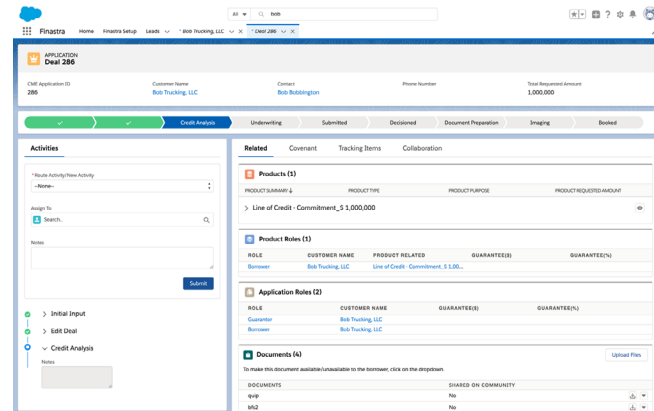 All bob
Finastra Home Finastra Setup Leads * Bob Trucking, LLC * Deal 286
APPLICATION
Deal 286
CME Application ID Customer Name Contact Phone Number Total Requested Amount
286 Bob Trucking, LLC Bob Bobbington 1,000,000
Credit Analysis Underwriting Submitted Decisioned Document Preparation Imaging Booked
Activities
*Route Activity/New Activity
--None--
Assign To
Search..
Notes
Submit
Initial Input
Edit Deal
Credit Analysis
Notes
Related Covenant Tracking Items Collaboration
Products (1)
PRODUCT SUMMARY PRODUCT TYPE PRODUCT PURPOSE PRODUCT REQUESTED AMOUNT
Line of Credit - Commitment_$ 1,000,000
Product Roles (1)
ROLE CUSTOMER NAME PRODUCT RELATED GUARANTEE($) GUARANTEE(%)
Borrower Bob Trucking, LLC Line of Credit - Commitment_$ 1,00...
Application Roles (2)
ROLE CUSTOMER NAME GUARANTEE($) GUARANTEE(%)
Guarantor Bob Trucking, LLC
Borrower Bob Trucking, LLC
Documents (4) Upload Files
To make this document available/unavailable to the borrower, click on the dropdown.
DOCUMENTS SHARED ON COMMUNITY
quip No
bfs2 No